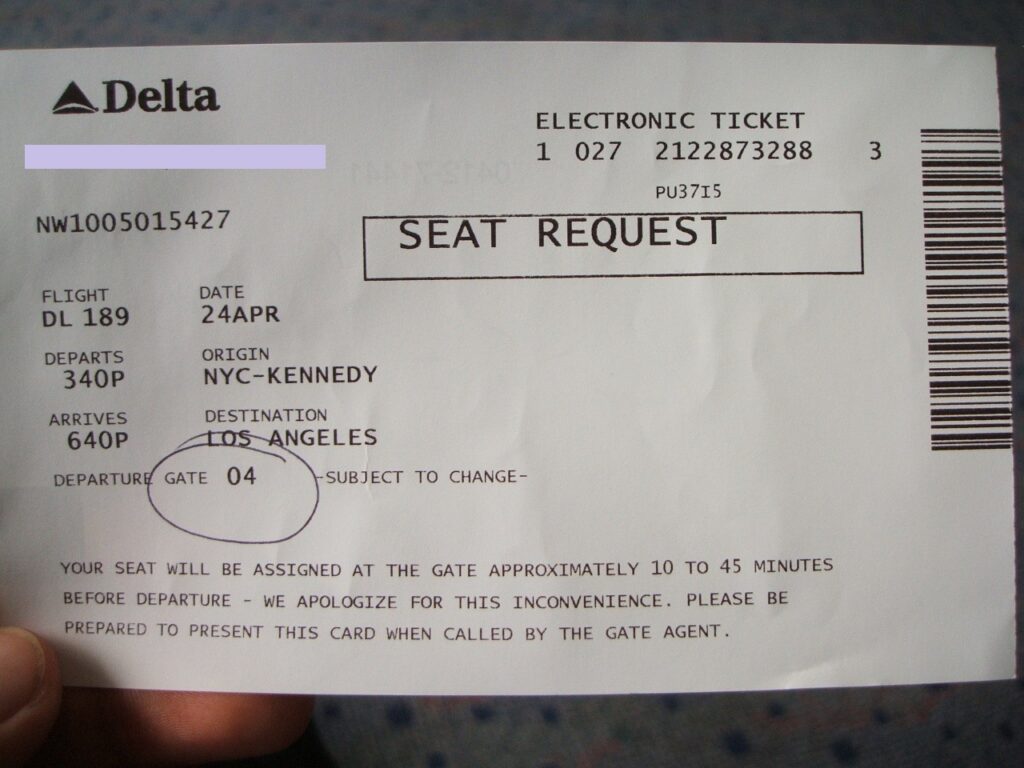 Delta
ELECTRONIC TICKET
1 027 2122873288 3
PU37I5
NW1005015427
SEAT REQUEST
FLIGHT DATE
DL 189 24APR
DEPARTS ORIGIN
340P NYC-KENNEDY
ARRIVES DESTINATION
640P LOS ANGELES
DEPARTURE GATE 04 -SUBJECT TO CHANGE-
YOUR SEAT WILL BE ASSIGNED AT THE GATE APPROXIMATELY 10 TO 45 MINUTES
BEFORE DEPARTURE - WE APOLOGIZE FOR THIS INCONVENIENCE. PLEASE BE
PREPARED TO PRESENT THIS CARD WHEN CALLED BY THE GATE AGENT.